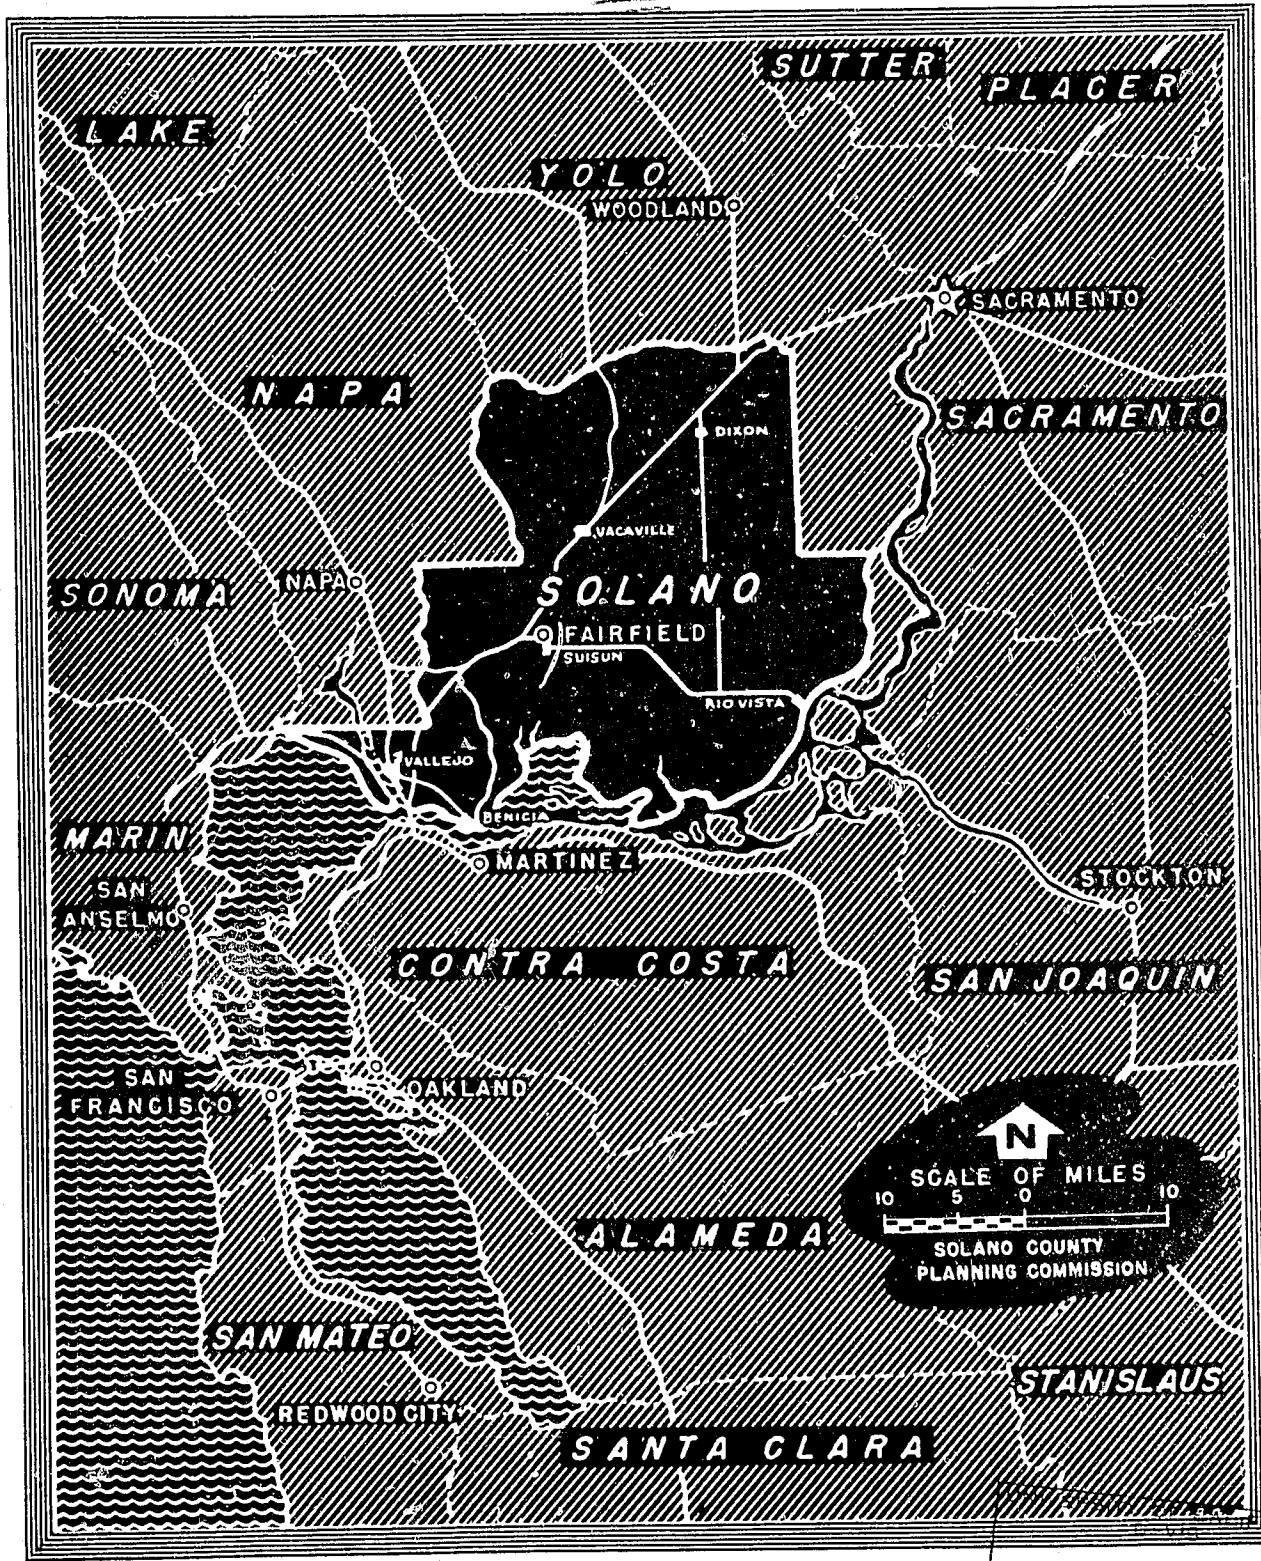 SUTTER
PLACER
LAKE
YOLO
WOODLAND
SACRAMENTO
NAPA
SACRAMENTO
DIXON
VACAVILLE
SONOMA
NAPA
SOLANO
FAIRFIELD
SUISUN
RIO VISTA
VALLEJO
BENICIA
MARIN
MARTINEZ
SAN
ANSELMO
STOCKTON
CONTRA COSTA
SAN JOAQUIN
SAN
FRANCISCO
OAKLAND
N
SCALE OF MILES
10 5 0 10
SOLANO COUNTY
PLANNING COMMISSION
ALAMEDA
SAN MATEO
STANISLAUS
REDWOOD CITY
SANTA CLARA